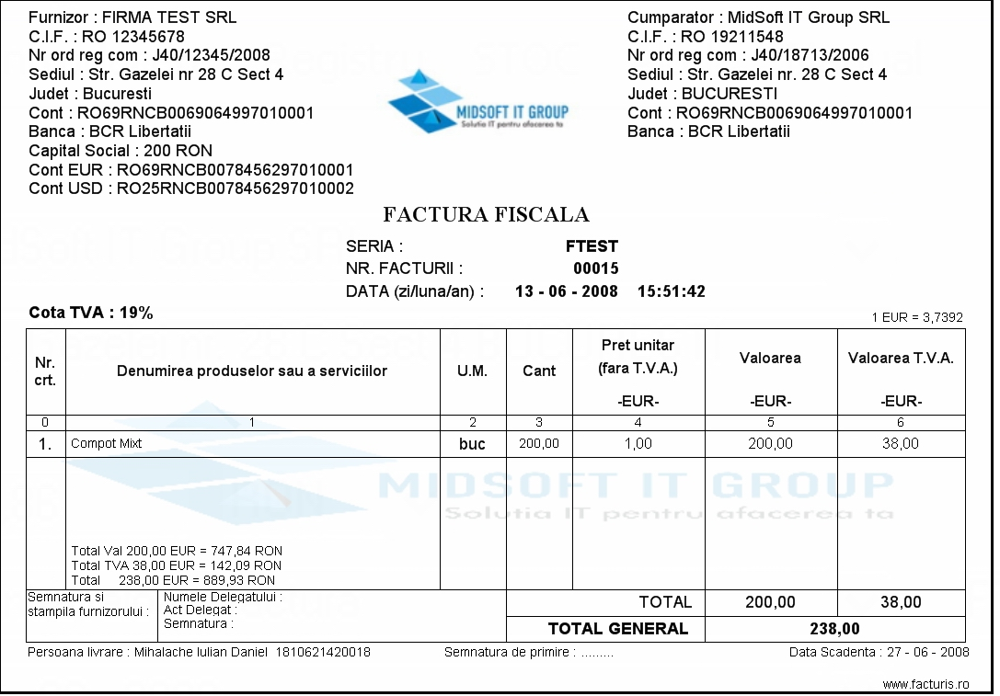 Furnizor : FIRMA TEST SRL
C.I.F. : RO 12345678
Nr ord reg com : J40/12345/2008
Sediul : Str. Gazelei nr 28 C Sect 4
Judet : Bucuresti
Cont : RO69RNCB0069064997010001
Banca : BCR Libertatii
Capital Social : 200 RON
Cont EUR : RO69RNCB0078456297010001
Cont USD : RO25RNCB0078456297010002
MIDSOFT IT GROUP
Solutia IT pentru afacerea ta
Cumparator : MidSoft IT Group SRL
C.I.F. : RO 19211548
Nr ord reg com : J40/18713/2006
Sediul : Str. Gazelei nr. 28 C Sect 4
Judet : BUCURESTI
Cont : RO69RNCB0069064997010001
Banca : BCR Libertatii
FACTURA FISCALA
SERIA : FTEST
NR. FACTURII : 00015
DATA (zi/luna/an) : 13 - 06 - 2008 15:51:42
Cota TVA : 19%
1 EUR = 3,7392
Nr. crt. Denumirea produselor sau a serviciilor U.M. Cant Pret unitar (fara T.V.A.) -EUR- Valoarea -EUR- Valoarea T.V.A. -EUR-
0 1 2 3 4 5 6
1. Compot Mixt buc 200,00 1,00 200,00 38,00
MIDSOFT IT GROUP
Solutia IT pentru afacerea ta
Total Val 200,00 EUR = 747,84 RON
Total TVA 38,00 EUR = 142,09 RON
Total 238,00 EUR = 889,93 RON
Semnatura si
stampila furnizorului :
Numele Delegatului :
Act Delegat :
Semnatura :
TOTAL 200,00 38,00
TOTAL GENERAL 238,00
Persoana livrare : Mihalache Iulian Daniel 1810621420018 Semnatura de primire : ......... Data Scadenta : 27 - 06 - 2008
www.facturis.ro